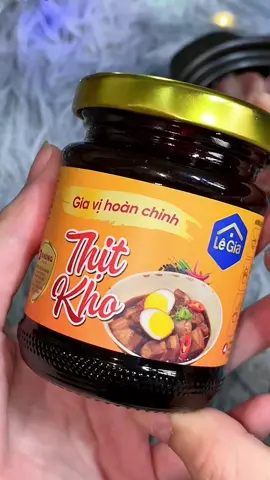 Gia vị hoàn chỉnh
Lê Gia
Thịt
Kho